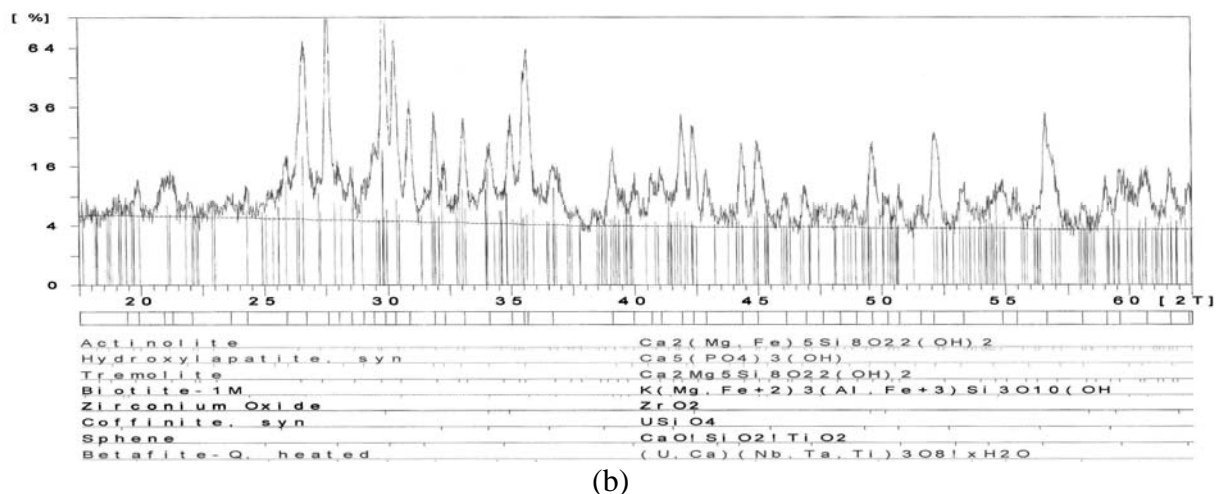 [ %]
64
36
16
4
0
20 25 30 35 40 45 50 55 60 [2T]
Actinolite Ca2(Mg,Fe)5Si8O22(OH)2
Hydroxylapatite, syn Ca5(PO4)3(OH)
Tremolite Ca2Mg5Si8O22(OH)2
Biotite-1M K(Mg,Fe+2)3(Al,Fe+3)Si3O10(OH
Zirconium Oxide ZrO2
Coffinite, syn USiO4
Sphene CaO!SiO2!TiO2
Betafite-Q, heated (U,Ca)(Nb,Ta,Ti)3O8!xH2O
(b)